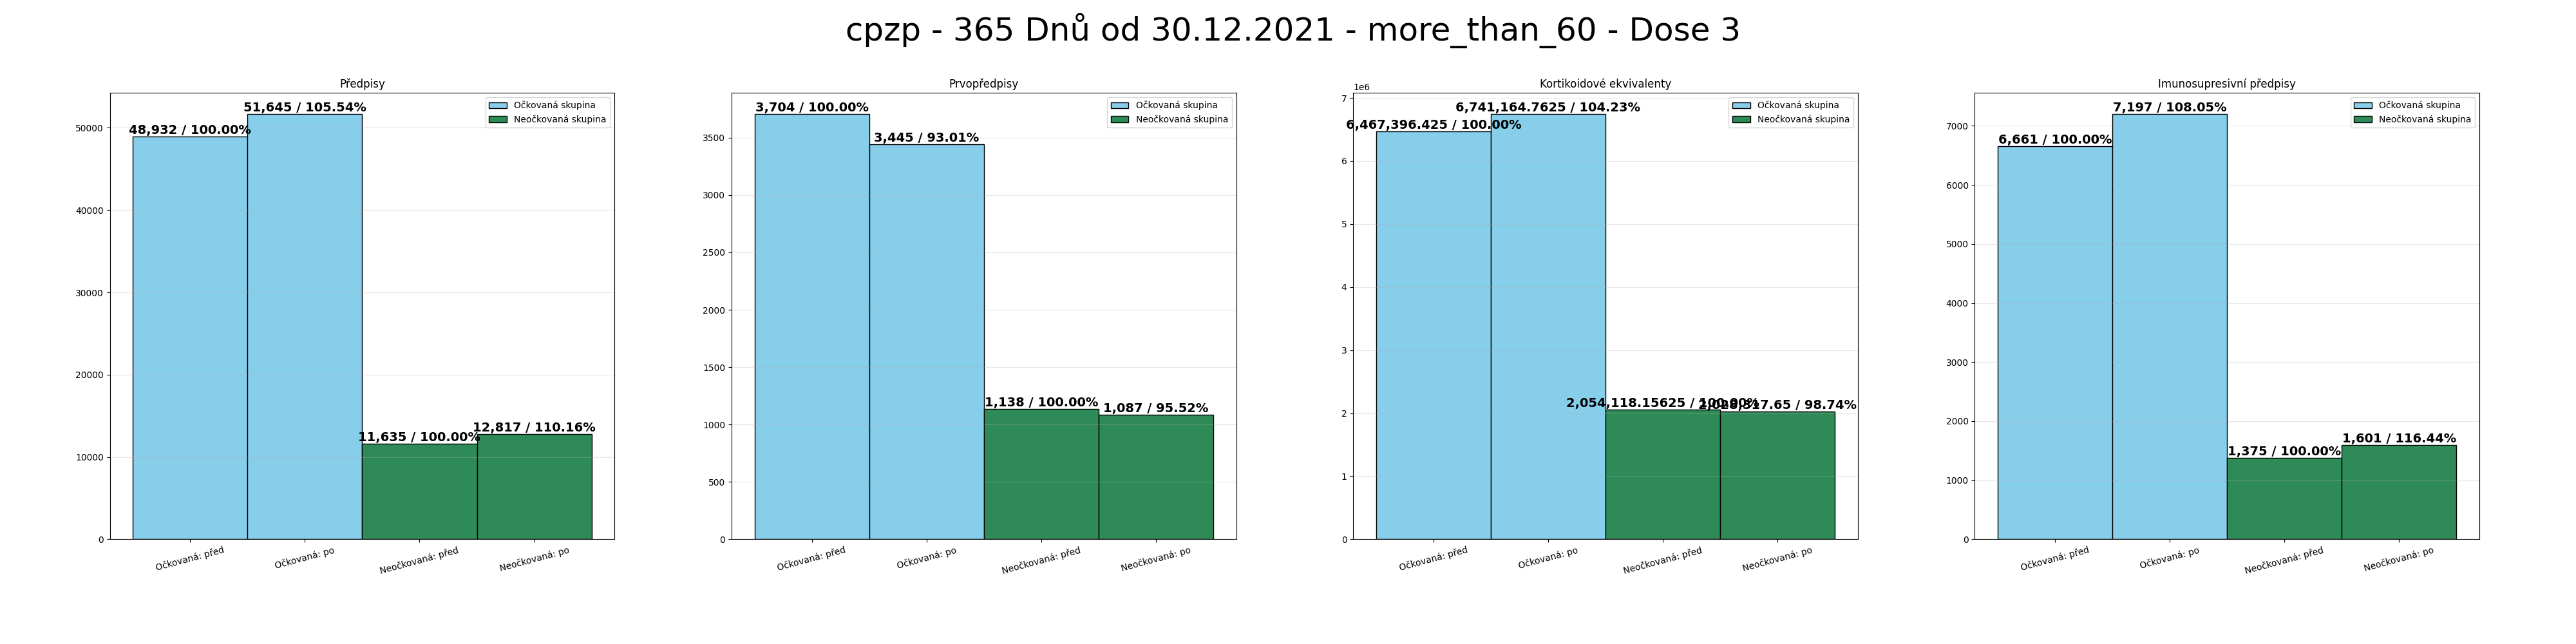 cpzp - 365 Dnů od 30.12.2021 - more_than_60 - Dose 3
Předpisy
51,645 / 105.54%
48,932 / 100.00%
11,635 / 100.00%
12,817 / 110.16%
Očkovaná skupina
Neočkovaná skupina
50000
40000
30000
20000
10000
0
Očkovaná: před
Očkovaná: po
Neočkovaná: před
Neočkovaná: po
Prvopředpisy
3,704 / 100.00%
3,445 / 93.01%
1,138 / 100.00%
1,087 / 95.52%
Očkovaná skupina
Neočkovaná skupina
3500
3000
2500
2000
1500
1000
500
0
Očkovaná: před
Očkovaná: po
Neočkovaná: před
Neočkovaná: po
Kortikoidové ekvivalenty
1e6
6,741,164.7625 / 104.23%
6,467,396.425 / 100.00%
2,054,118.15625 / 100.00%
/ 98.74%
Očkovaná skupina
Neočkovaná skupina
7
6
5
4
3
2
1
0
Očkovaná: před
Očkovaná: po
Neočkovaná: před
Neočkovaná: po
Imunosupresivní předpisy
7,197 / 108.05%
6,661 / 100.00%
1,375 / 100.00%
1,601 / 116.44%
Očkovaná skupina
Neočkovaná skupina
7000
6000
5000
4000
3000
2000
1000
0
Očkovaná: před
Očkovaná: po
Neočkovaná: před
Neočkovaná: po